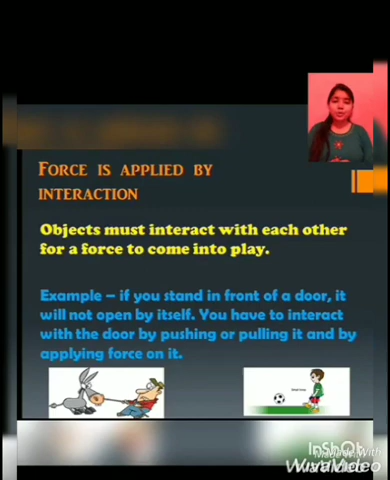 FORCE IS APPLIED BY
INTERACTION
Objects must interact with each other
for a force to come into play.
Example – if you stand in front of a door, it
will not open by itself. You have to interact
with the door by pushing or pulling it and by
applying force on it.
InShOt
Made With
VivaVideo